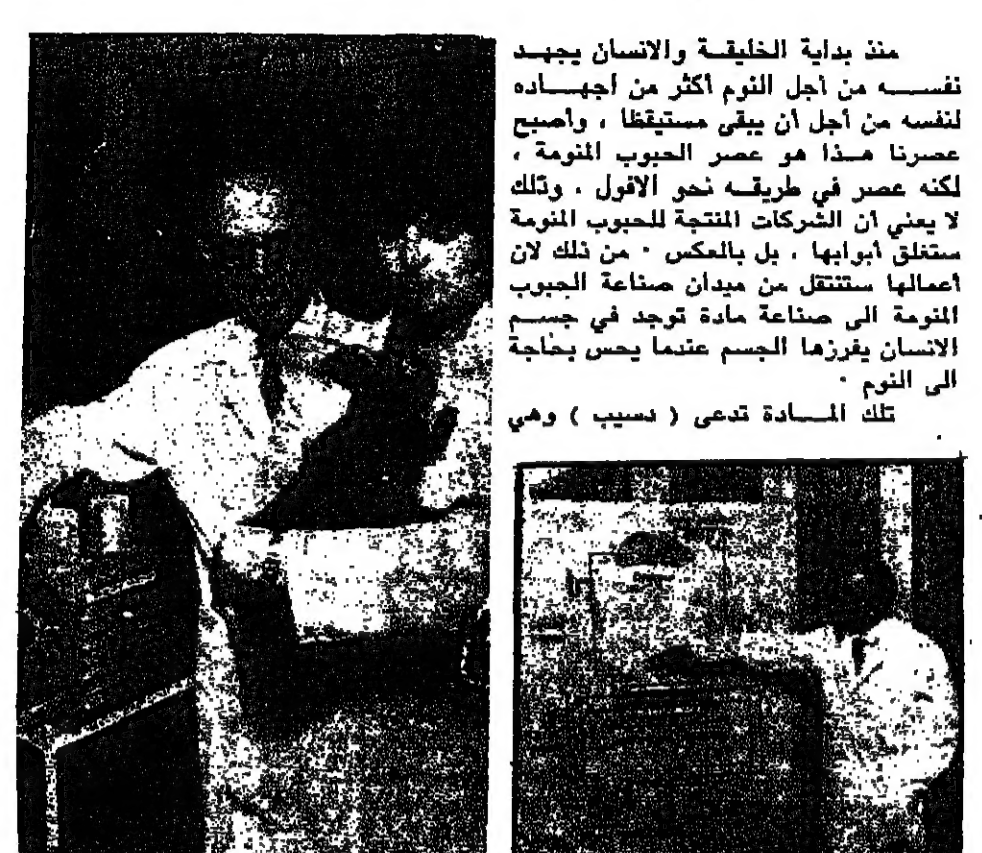 منذ بداية الخليقة والانسان يجهد
نفسه من أجل النوم أكثر من اجهاده
لنفسه من أجل أن يبقى مستيقظا ، وأصبح
عصرنا هذا هو عصر الحبوب المنومة ،
لكنه عصر في طريقه نحو الافول ، وذلك
لا يعني أن الشركات المنتجة للحبوب المنومة
ستغلق أبوابها ، بل بالعكس ٠ من ذلك لان
أعمالها ستنتقل من ميدان صناعة الحبوب
المنومة الى صناعة مادة توجد في جسم
الانسان يفرزها الجسم عندما يحس بحاجة
الى النوم ٠
تلك المادة تدعى ( دسيب ) وهي